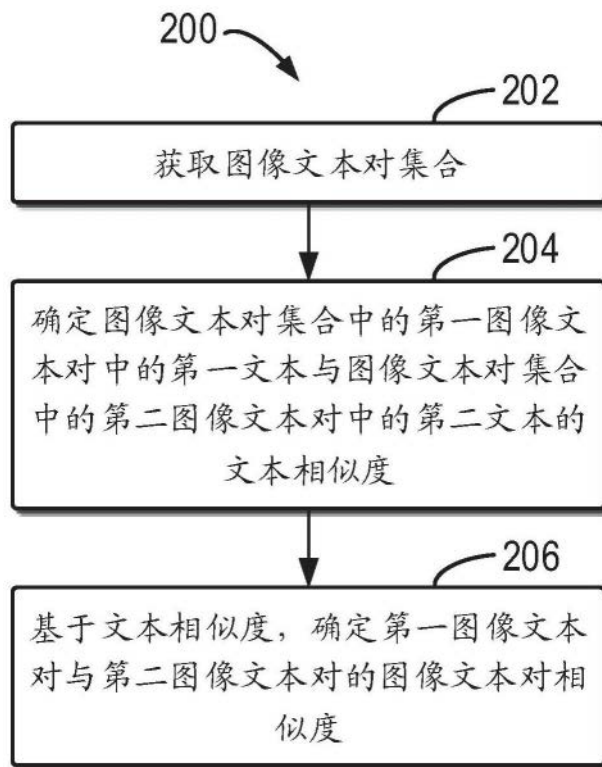 200
202
获取图像文本对集合
204
确定图像文本对集合中的第一图像文
本对中的第一文本与图像文本对集合
中的第二图像文本对中的第二文本的
文本相似度
206
基于文本相似度，确定第一图像文本
对与第二图像文本对的图像文本对相
似度